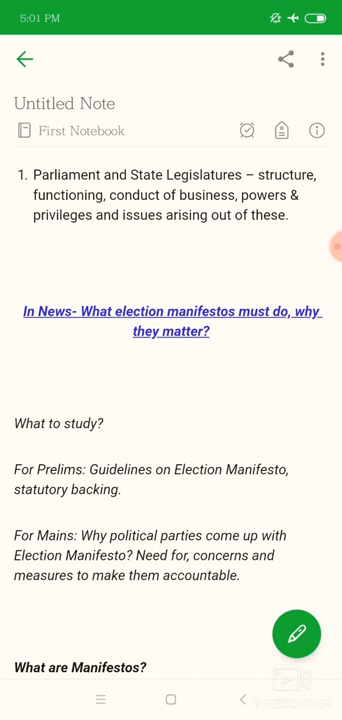 5:01 PM
Untitled Note
First Notebook
1. Parliament and State Legislatures – structure,
functioning, conduct of business, powers &
privileges and issues arising out of these.
In News- What election manifestos must do, why
they matter?
What to study?
For Prelims: Guidelines on Election Manifesto,
statutory backing.
For Mains: Why political parties come up with
Election Manifesto? Need for, concerns and
measures to make them accountable.
What are Manifestos?